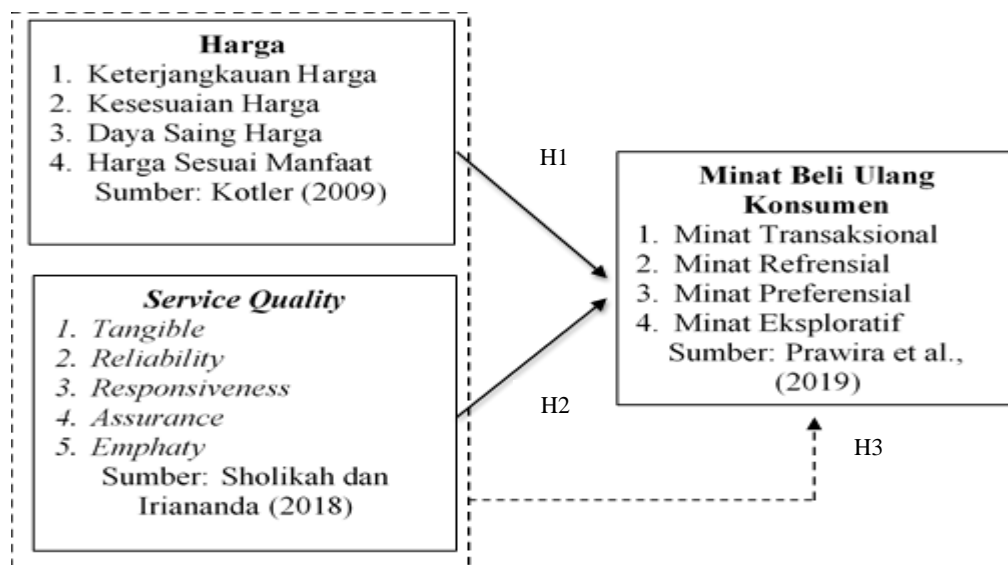 Harga
1. Keterjangkauan Harga
2. Kesesuaian Harga
3. Daya Saing Harga
4. Harga Sesuai Manfaat
Sumber: Kotler (2009)
H1
Service Quality
1. Tangible
2. Reliability
3. Responsiveness
4. Assurance
5. Emphaty
Sumber: Sholikah dan
Iriananda (2018)
H2
Minat Beli Ulang
Konsumen
1. Minat Transaksional
2. Minat Refrensial
3. Minat Preferensial
4. Minat Eksploratif
Sumber: Prawira et al.,
(2019)
H3